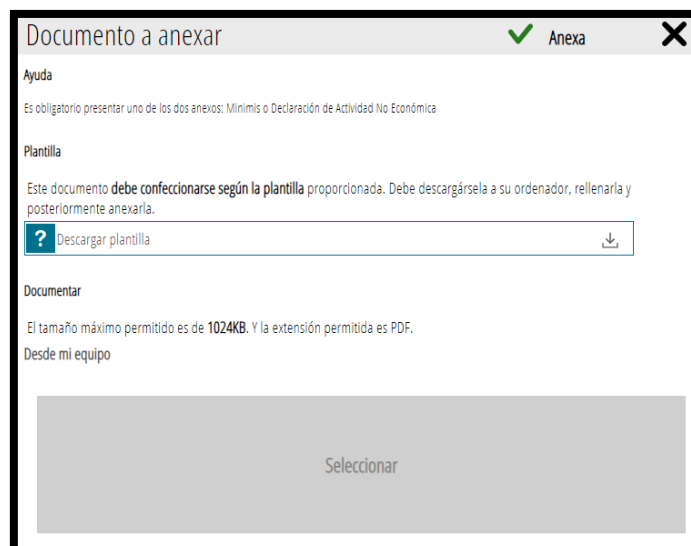 Documento a anexar
Anexa
Ayuda
Es obligatorio presentar uno de los dos anexos: Minimis o Declaración de Actividad No Económica
Plantilla
Este documento debe confeccionarse según la plantilla proporcionada. Debe descargársela a su ordenador, rellenarla y
posteriormente anexarla.
? Descargar plantilla
Documentar
El tamaño máximo permitido es de 1024KB. Y la extensión permitida es PDF.
Desde mi equipo
Seleccionar